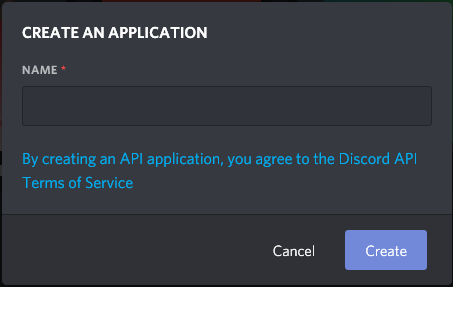 CREATE AN APPLICATION
NAME *
By creating an API application, you agree to the Discord API
Terms of Service
Cancel
Create